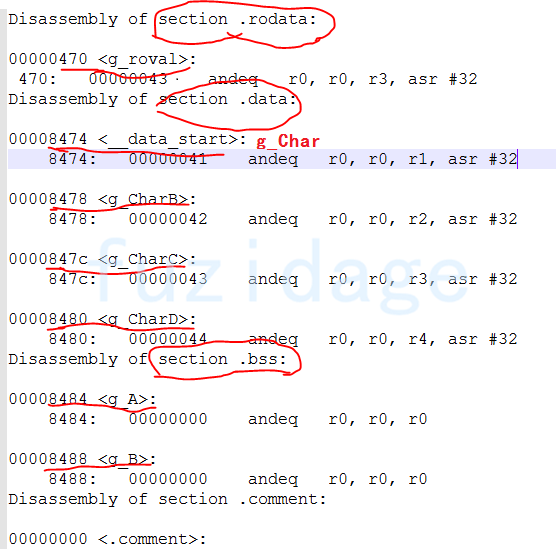 Disassembly of section .rodata:
00000470 <g_roval>:
470: 00000043 andeq r0, r0, r3, asr #32
Disassembly of section .data:
00008474 <__data_start>: g_Char
8474: 00000041 andeq r0, r0, r1, asr #32
00008478 <g_CharB>:
8478: 00000042 andeq r0, r0, r2, asr #32
0000847c <g_CharC>:
847c: 00000043 andeq r0, r0, r3, asr #32
fuzidage
00008480 <g_CharD>:
8480: 00000044 andeq r0, r0, r4, asr #32
Disassembly of section .bss:
00008484 <g_A>:
8484: 00000000 andeq r0, r0, r0
00008488 <g_B>:
8488: 00000000 andeq r0, r0, r0
Disassembly of section .comment:
00000000 <.comment>: